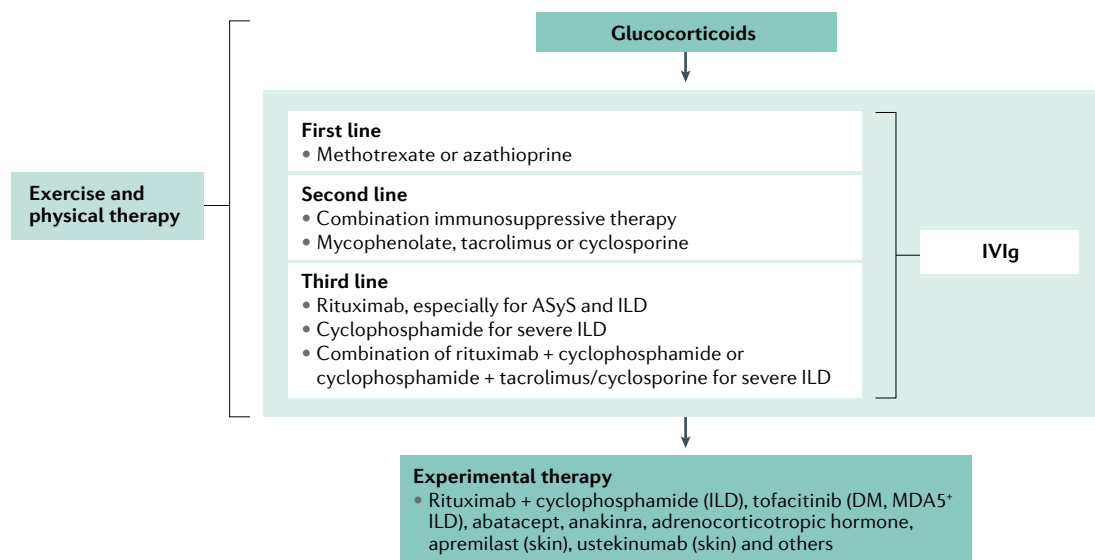 Glucocorticoids
First line
• Methotrexate or azathioprine
Exercise and
physical therapy
Second line
• Combination immunosuppressive therapy
• Mycophenolate, tacrolimus or cyclosporine
IVIg
Third line
• Rituximab, especially for ASyS and ILD
• Cyclophosphamide for severe ILD
• Combination of rituximab + cyclophosphamide or
cyclophosphamide + tacrolimus/cyclosporine for severe ILD
Experimental therapy
• Rituximab + cyclophosphamide (ILD), tofacitinib (DM, MDA5⁺
ILD), abatacept, anakinra, adrenocorticotropic hormone,
apremilast (skin), ustekinumab (skin) and others